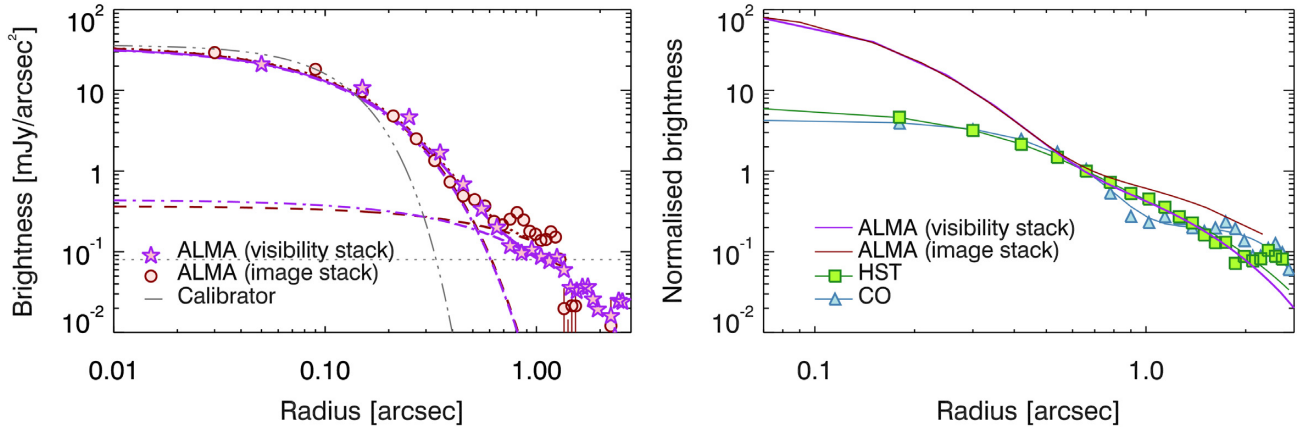 10²
10
1
10⁻¹
10⁻²
Brightness [mJy/arcsec²]
ALMA (visibility stack)
ALMA (image stack)
Calibrator
0.01 0.10 1.00
Radius [arcsec]
10²
10
1
10⁻¹
10⁻²
Normalised brightness
ALMA (visibility stack)
ALMA (image stack)
HST
CO
0.1 1.0
Radius [arcsec]